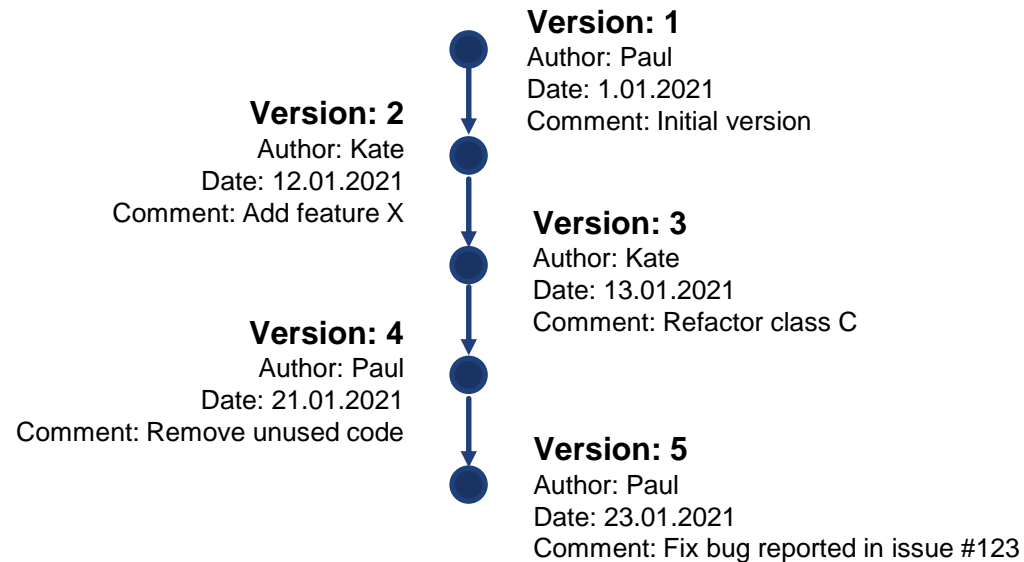 Version: 1
Author: Paul
Date: 1.01.2021
Comment: Initial version
Version: 2
Author: Kate
Date: 12.01.2021
Comment: Add feature X
Version: 3
Author: Kate
Date: 13.01.2021
Comment: Refactor class C
Version: 4
Author: Paul
Date: 21.01.2021
Comment: Remove unused code
Version: 5
Author: Paul
Date: 23.01.2021
Comment: Fix bug reported in issue #123